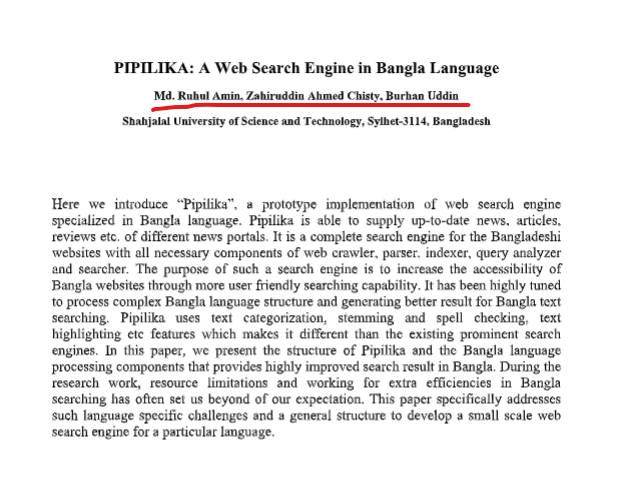 PIPILIKA: A Web Search Engine in Bangla Language
Md. Ruhul Amin, Zahiruddin Ahmed Chisty, Burhan Uddin
Shahjalal University of Science and Technology, Sylhet-3114, Bangladesh
Here we introduce “Pipilika”, a prototype implementation of web search engine
specialized in Bangla language. Pipilika is able to supply up-to-date news, articles,
reviews etc. of different news portals. It is a complete search engine for the Bangladeshi
websites with all necessary components of web crawler, parser, indexer, query analyzer
and searcher. The purpose of such a search engine is to increase the accessibility of
Bangla websites through more user friendly searching capability. It has been highly tuned
to process complex Bangla language structure and generating better result for Bangla text
searching. Pipilika uses text categorization, stemming and spell checking, text
highlighting etc features which makes it different than the existing prominent search
engines. In this paper, we present the structure of Pipilika and the Bangla language
processing components that provides highly improved search result in Bangla. During the
research work, resource limitations and working for extra efficiencies in Bangla
searching has often set us beyond of our expectation. This paper specifically addresses
such language specific challenges and a general structure to develop a small scale web
search engine for a particular language.